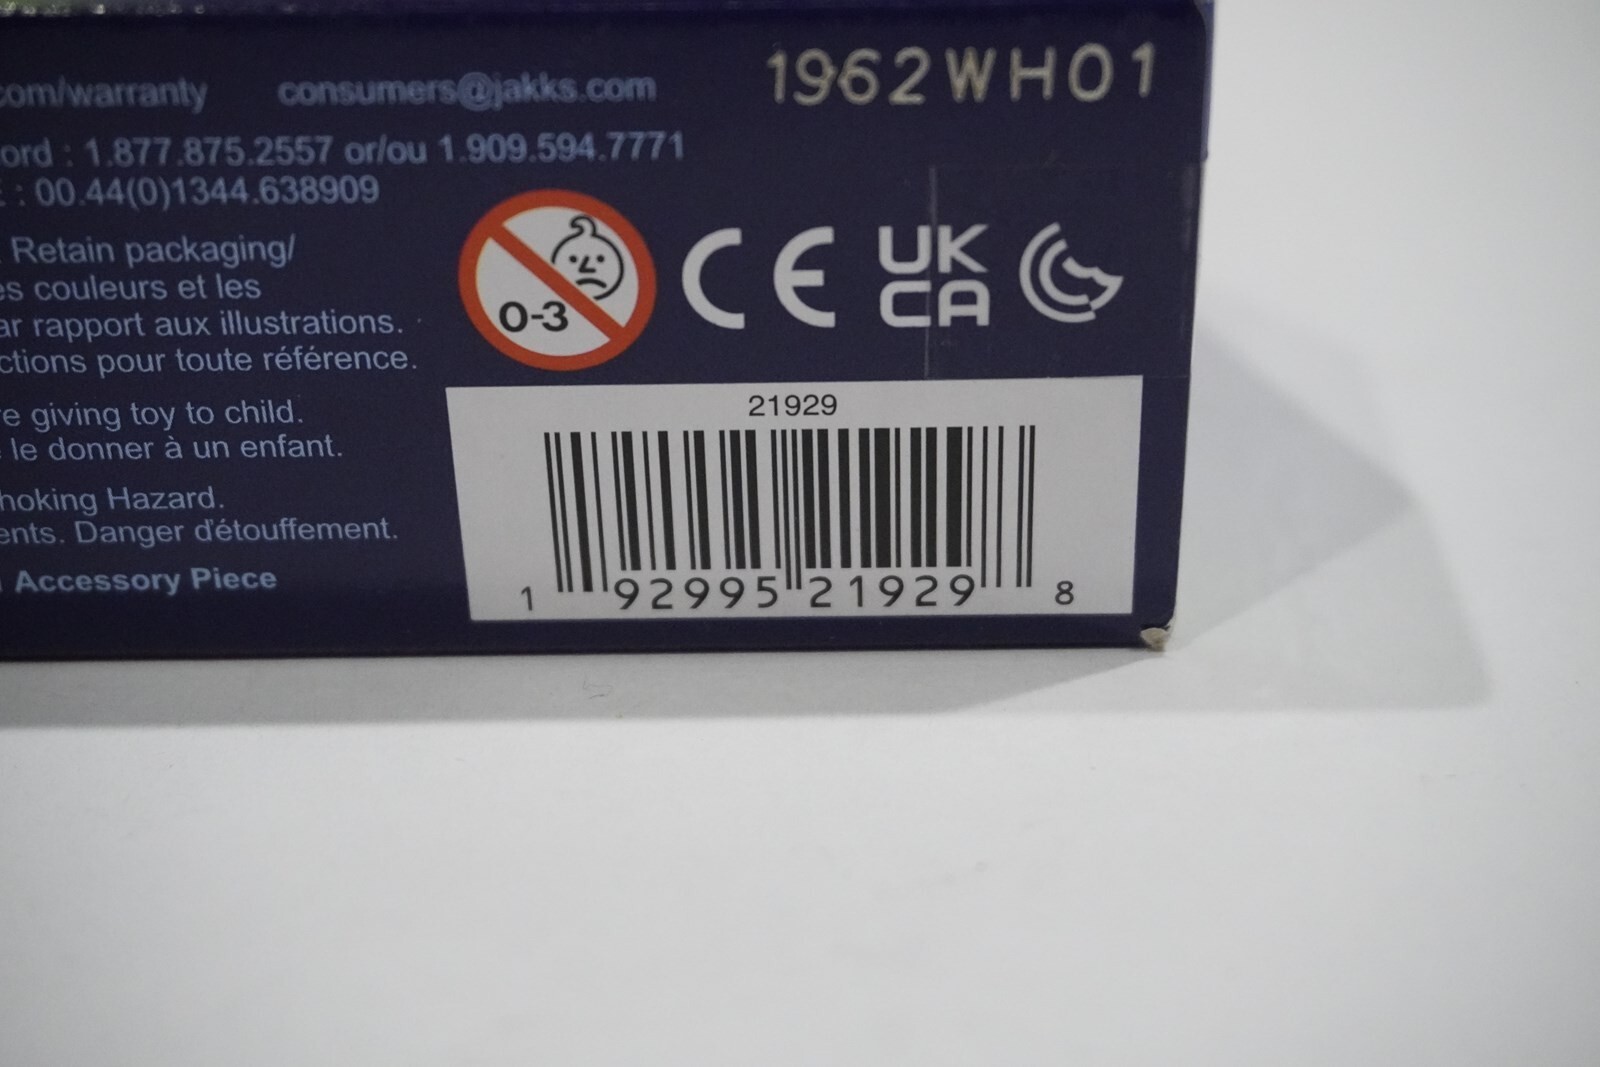 com/warranty consumers@jakks.com
1962WH01
ord : 1.877.875.2557 or/ou 1.909.594.7771
: 00.44(0)1344.638909
Retain packaging/
es couleurs et les
ar rapport aux illustrations.
ctions pour toute référence.
0-3
CE
UK
CA
e giving toy to child.
le donner à un enfant.
hoking Hazard.
ents. Danger d'étouffement.
Accessory Piece
21929
1 92995 21929 8